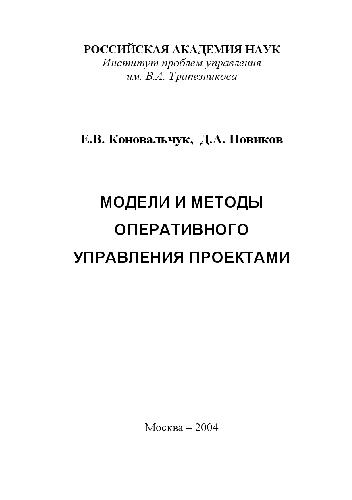 РОССИЙСКАЯ АКАДЕМИЯ НАУК
Институт проблем управления
им. В.А. Трапезникова
Е.В. Коновальчук, Д.А. Новиков
МОДЕЛИ И МЕТОДЫ
ОПЕРАТИВНОГО
УПРАВЛЕНИЯ ПРОЕКТАМИ
Москва – 2004